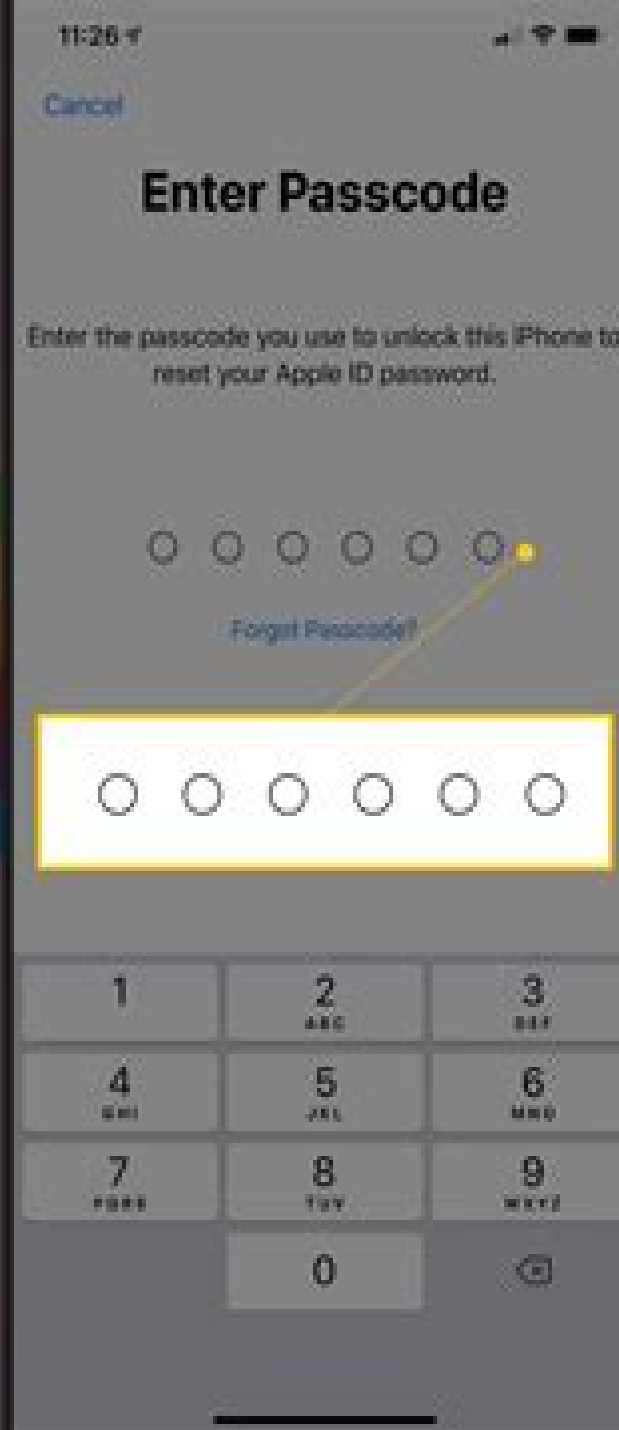 11:26
Cancel
Enter Passcode
Enter the passcode you use to unlock this iPhone to
reset your Apple ID password.
Forgot Passcode?
1 2 3
ABC DEF
4 5 6
GHI JKL MNO
7 8 9
PQRS TUV WXYZ
0